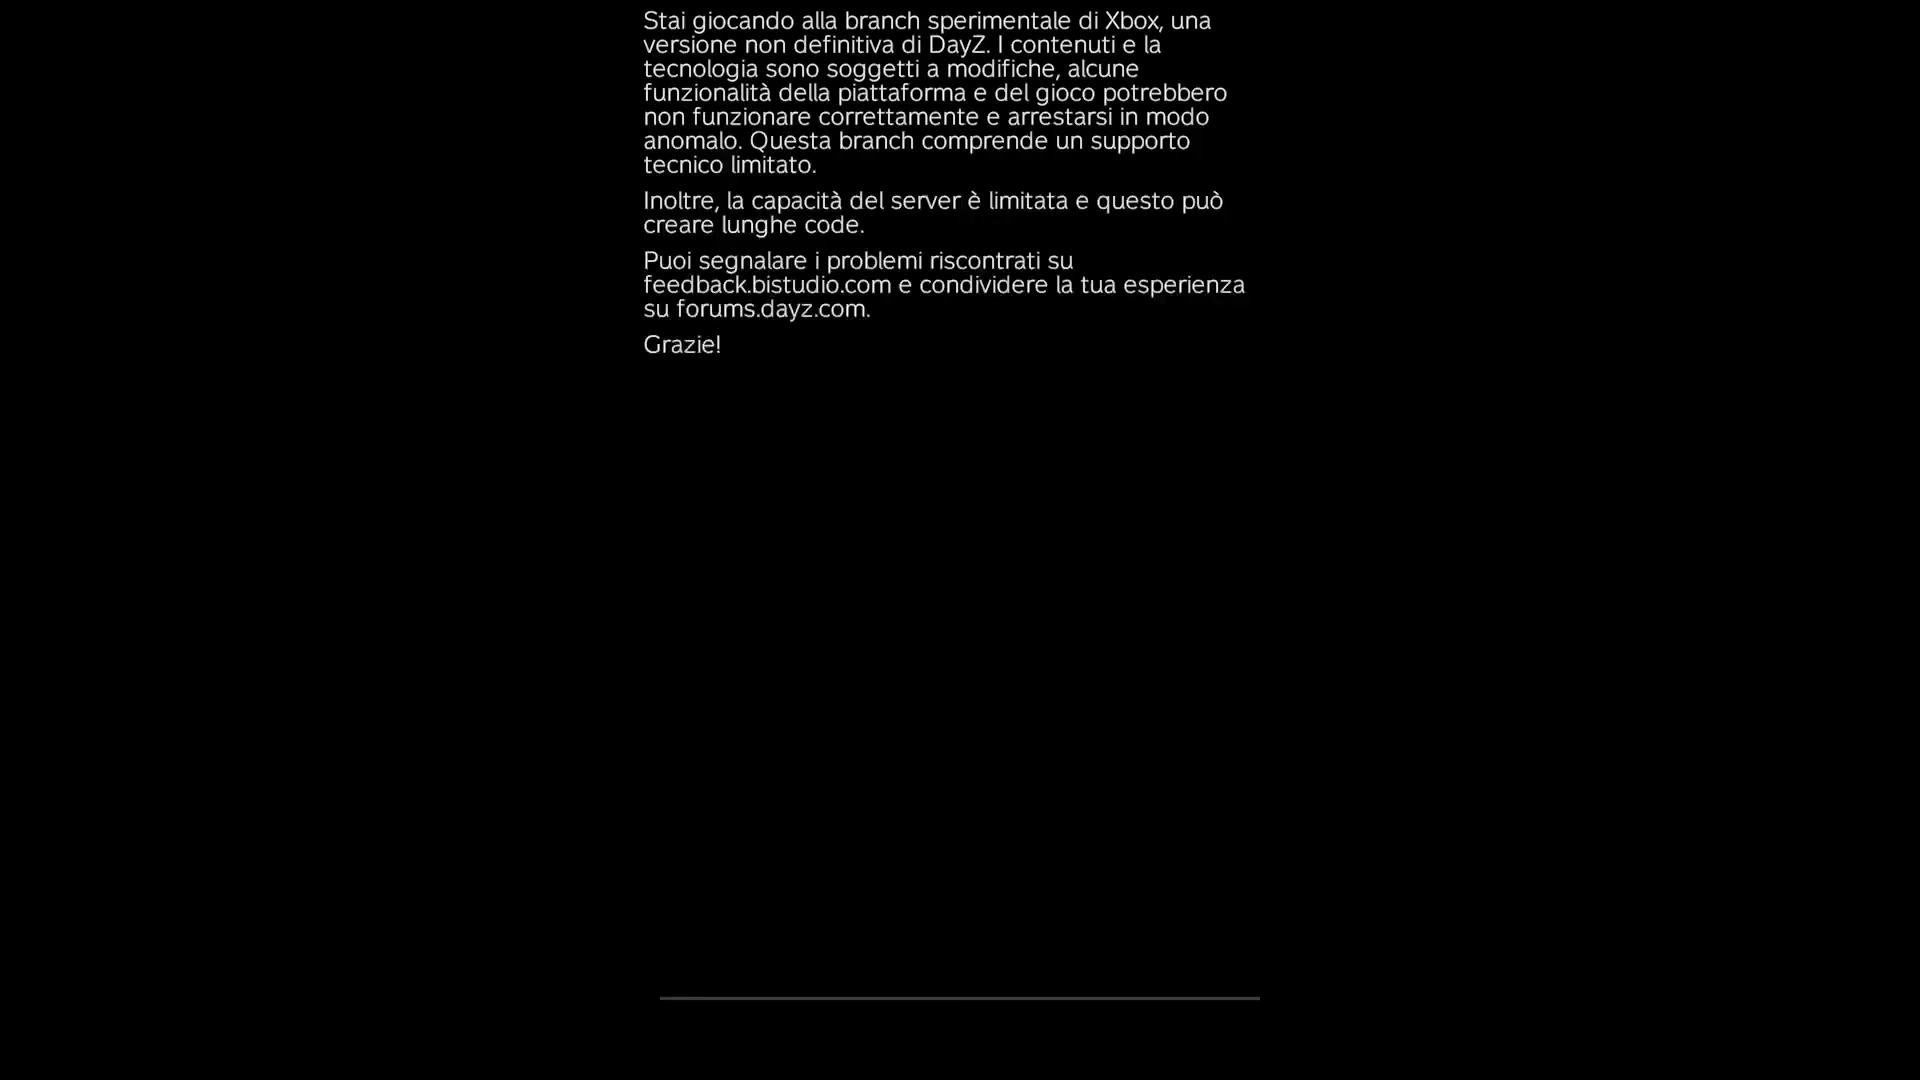 Stai giocando alla branch sperimentale di Xbox, una
versione non definitiva di DayZ. I contenuti e la
tecnologia sono soggetti a modifiche, alcune
funzionalità della piattaforma e del gioco potrebbero
non funzionare correttamente e arrestarsi in modo
anomalo. Questa branch comprende un supporto
tecnico limitato.
Inoltre, la capacità del server è limitata e questo può
creare lunghe code.
Puoi segnalare i problemi riscontrati su
feedback.bistudio.com e condividere la tua esperienza
su forums.dayz.com.
Grazie!